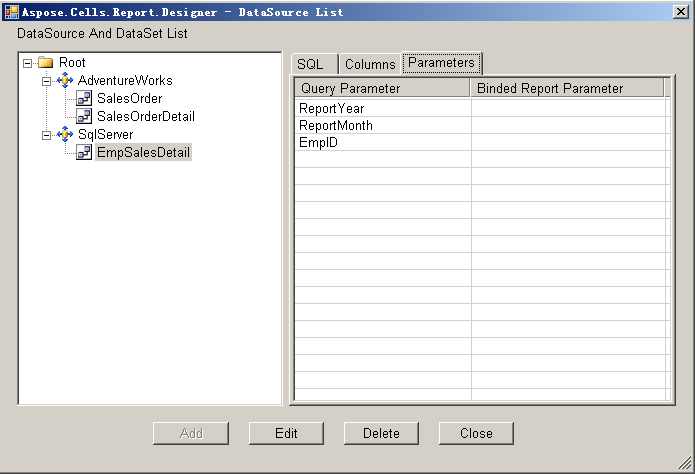 Aspose.Cells.Report.Designer - DataSource List
DataSource And DataSet List
Root
AdventureWorks
SalesOrder
SalesOrderDetail
SqlServer
EmpSalesDetail
SQL Columns Parameters
Query Parameter Binded Report Parameter
ReportYear
ReportMonth
EmpID
Add Edit Delete Close